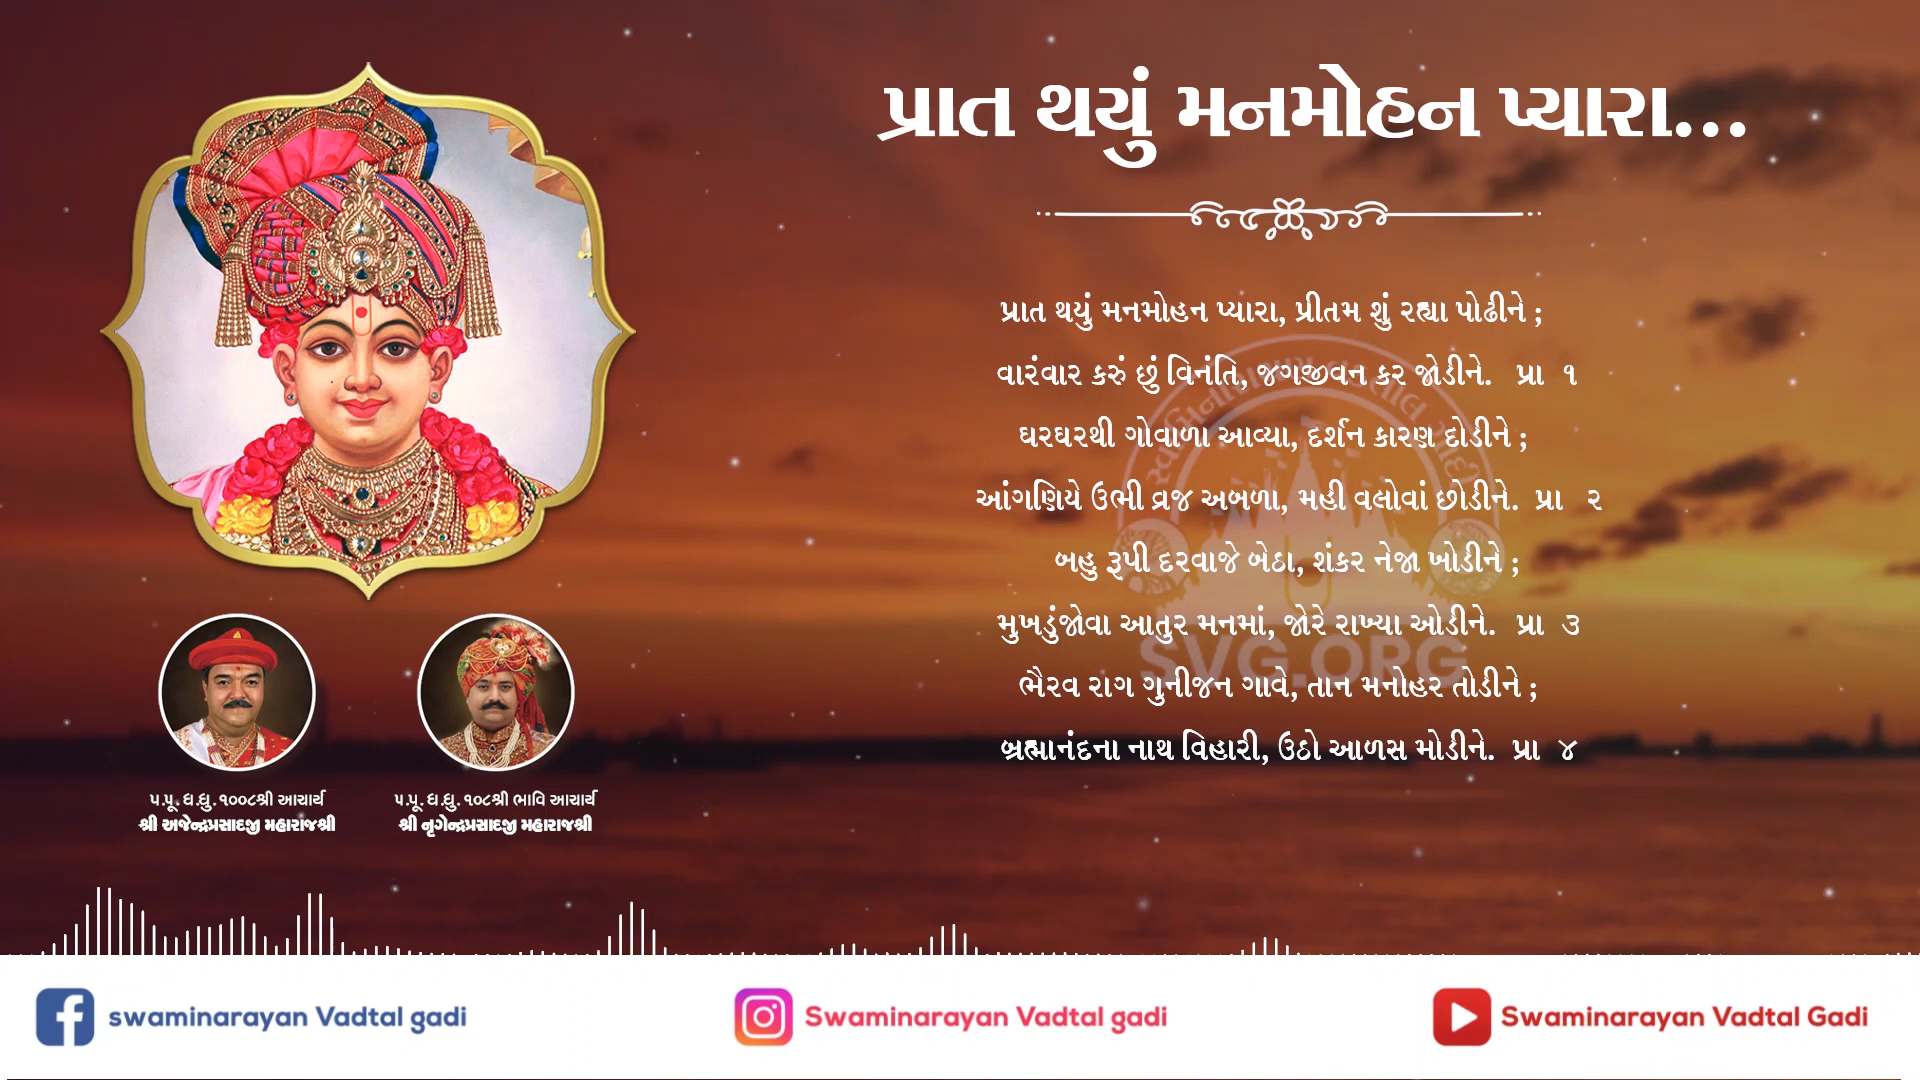 પ્રાત થયું મનમોહન પ્યારા...
પ્રાત થયું મનમોહન પ્યારા, પ્રીતમ શું રહ્યા પોઢીને ;
વારંવાર કરું છું વિનંતિ, જગજીવન કર જોડીને. પ્રા ૧
ઘરઘરથી ગોવાળા આવ્યા, દર્શન કારણ દોડીને ;
આંગણિયે ઉભી વ્રજ અબળા, મહી વલોવાં છોડીને. પ્રા ૨
બહુ રૂપી દરવાજે બેઠા, શંકર નેજા ખોડીને ;
મુખડુંજોવા આતુર મનમાં, જોરે રાખ્યા ઓડીને. પ્રા ૩
ભૈરવ રાગ ગુનીજન ગાવે, તાન મનોહર તોડીને ;
બ્રહ્માનંદના નાથ વિહારી, ઉઠો આળસ મોડીને. પ્રા ૪
SVG.ORG
પ.પૂ. ધ.ધુ. ૧૦૦૮શ્રી આચાર્ય
શ્રી અજેન્દ્રપ્રસાદજી મહારાજશ્રી
પ.પૂ. ધ.ધુ. ૧૦૮શ્રી ભાવિ આચાર્ય
શ્રી નૃગેન્દ્રપ્રસાદજી મહારાજશ્રી
swaminarayan Vadtal gadi
Swaminarayan Vadtal gadi
Swaminarayan Vadtal Gadi